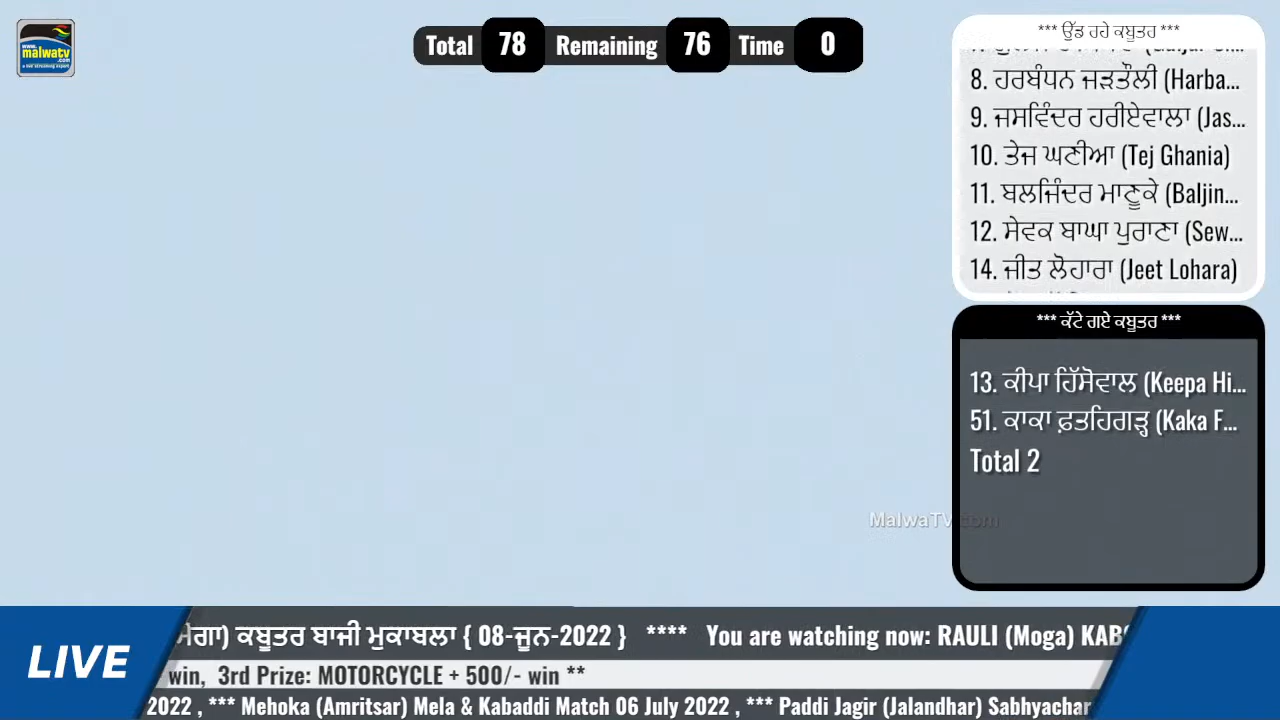 www.
malwatv
.com
Total 78 Remaining 76 Time 0
*** ਉੱਡ ਰਹੇ ਕਬੂਤਰ ***
8. ਹਰਬੰਧਨ ਜੜਤੌਲੀ (Harba...
9. ਜਸਵਿੰਦਰ ਹਰੀਏਵਾਲਾ (Jas...
10. ਤੇਜ ਘਣੀਆ (Tej Ghania)
11. ਬਲਜਿੰਦਰ ਮਾਣੂਕੇ (Baljin...
12. ਸੇਵਕ ਬਾਘਾ ਪੁਰਾਣਾ (Sew...
14. ਜੀਤ ਲੋਹਾਰਾ (Jeet Lohara)
*** ਕੱਟੇ ਗਏ ਕਬੂਤਰ ***
13. ਕੀਪਾ ਹਿੱਸੋਵਾਲ (Keepa Hi...
51. ਕਾਕਾ ਫ਼ਤਹਿਗੜ੍ਹ (Kaka F...
Total 2
MalwaTV.com
LIVE
ਮੋਗਾ) ਕਬੂਤਰ ਬਾਜੀ ਮੁਕਾਬਲਾ { 08-ਜੂਨ-2022 } **** You are watching now: RAULI (Moga)
win, 3rd Prize: MOTORCYCLE + 500/- win **
2022 , *** Mehoka (Amritsar) Mela & Kabaddi Match 06 July 2022 , *** Paddi Jagir (Jalandhar) Sabhyachar